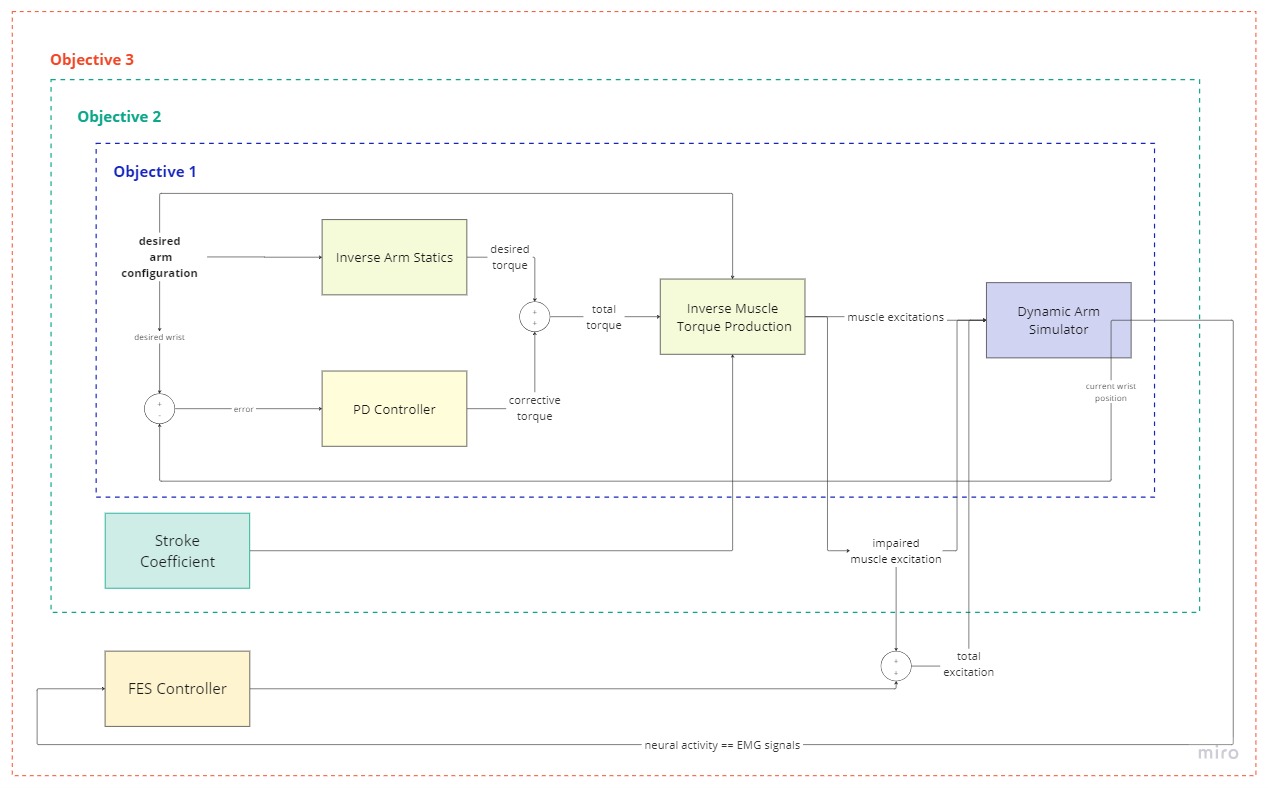 Objective 3
Objective 2
Objective 1
desired
arm
configuration
Inverse Arm Statics
desired
torque
+
+
total
torque
Inverse Muscle
Torque Production
muscle excitations
Dynamic Arm
Simulator
desired wrist
current wrist
position
+
-
error
PD Controller
corrective
torque
Stroke
Coefficient
impaired
muscle excitation
+
+
total
excitation
FES Controller
neural activity == EMG signals
miro